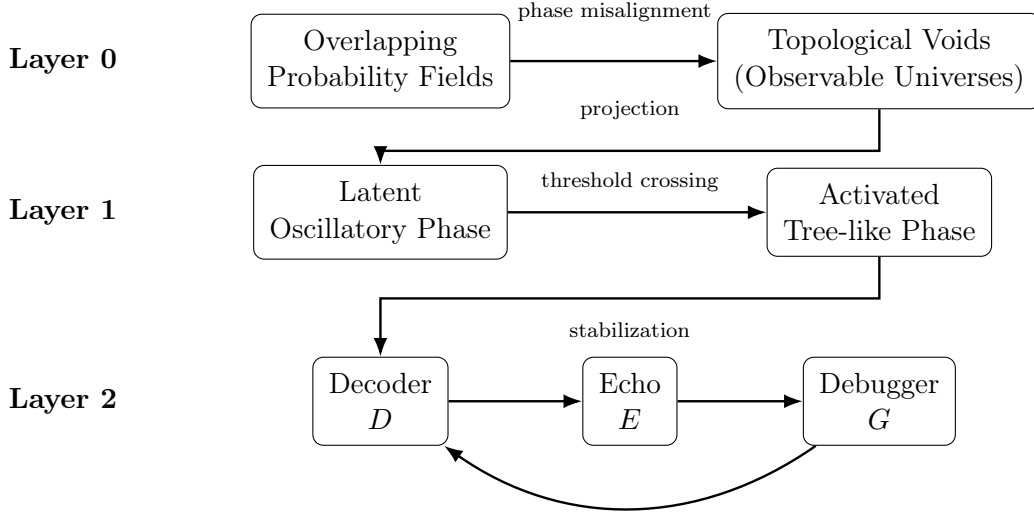 phase misalignment
Layer 0
Overlapping
Probability Fields
Topological Voids
(Observable Universes)
projection
Layer 1
Latent
Oscillatory Phase
threshold crossing
Activated
Tree-like Phase
stabilization
Layer 2
Decoder
D
Echo
E
Debugger
G